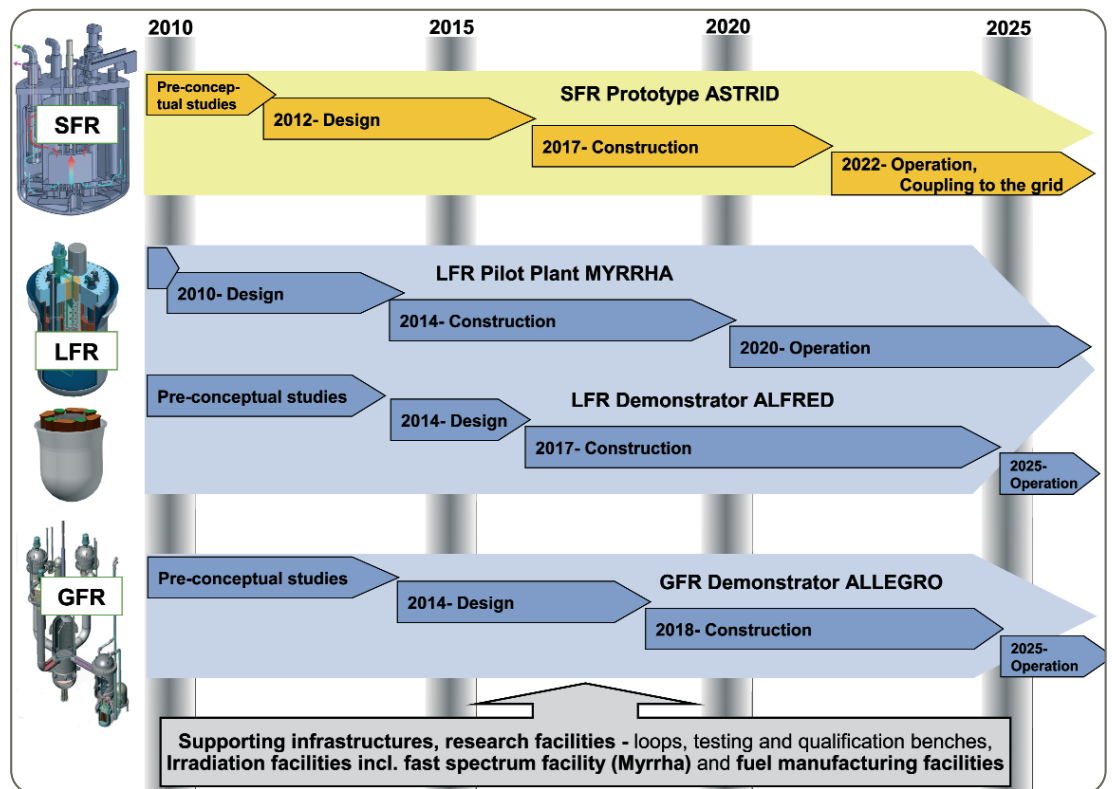 2010
2015
2020
2025
SFR
Pre-concep-
tual studies
SFR Prototype ASTRID
2012- Design
2017- Construction
2022- Operation,
Coupling to the grid
LFR
LFR Pilot Plant MYRRHA
2010- Design
2014- Construction
2020- Operation
Pre-conceptual studies
LFR Demonstrator ALFRED
2014- Design
2017- Construction
2025-
Operation
GFR
Pre-conceptual studies
GFR Demonstrator ALLEGRO
2014- Design
2018- Construction
2025-
Operation
Supporting infrastructures, research facilities - loops, testing and qualification benches,
Irradiation facilities incl. fast spectrum facility (Myrrha) and fuel manufacturing facilities